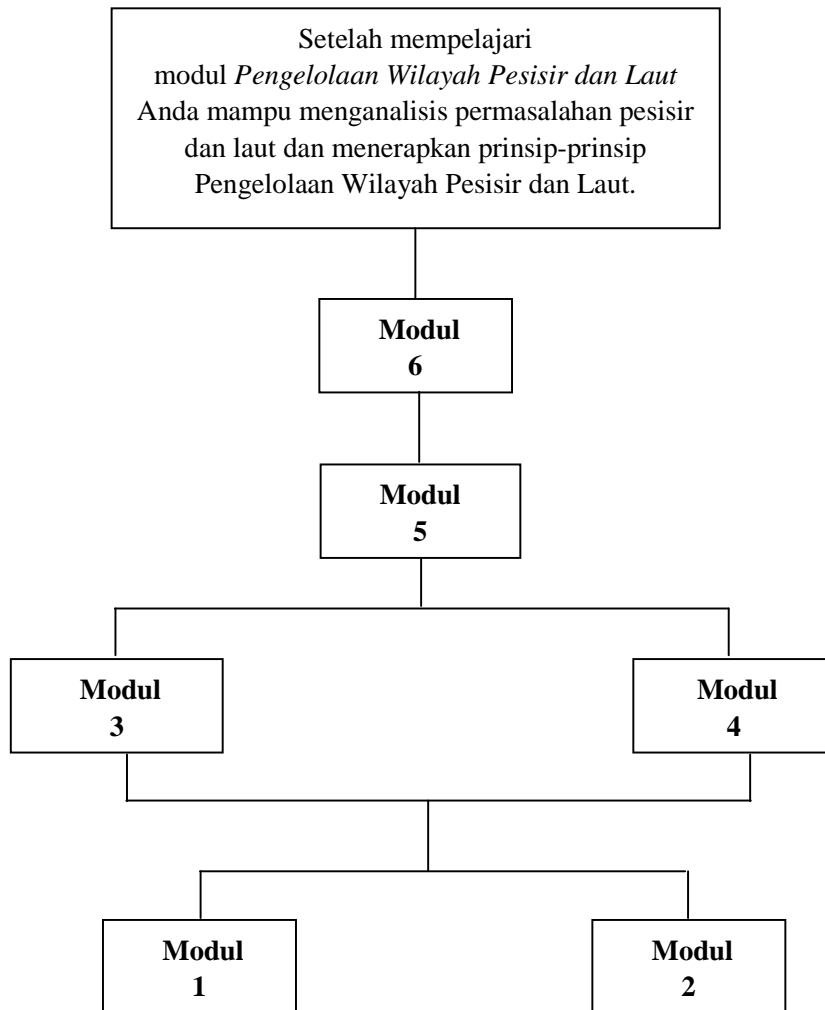 Setelah mempelajari
modul Pengelolaan Wilayah Pesisir dan Laut
Anda mampu menganalisis permasalahan pesisir
dan laut dan menerapkan prinsip-prinsip
Pengelolaan Wilayah Pesisir dan Laut.
Modul
6
Modul
5
Modul
3
Modul
4
Modul
1
Modul
2